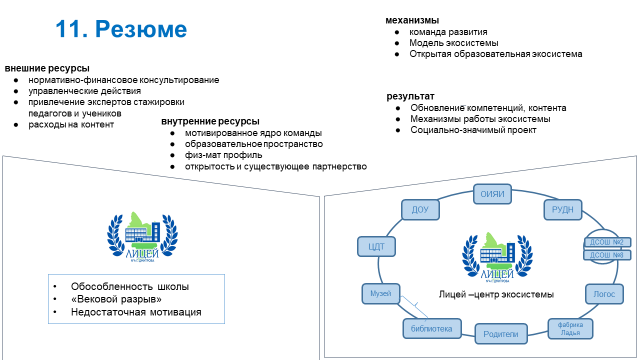 11. Резюме
механизмы
● команда развития
● Модель экосистемы
● Открытая образовательная экосистема
внешние ресурсы
● нормативно-финансовое консультирование
● управленческие действия
● привлечение экспертов стажировки
педагогов и учеников
● расходы на контент
внутренние ресурсы
● мотивированное ядро команды
● образовательное пространство
● физ-мат профиль
● открытость и существующее партнерство
результат
● Обновление компетенций, контента
● Механизмы работы экосистемы
● Социально-значимый проект
ЛИЦЕЙ
• Обособленность школы
• «Вековой разрыв»
• Недостаточная мотивация
ОИЯИ
ДОУ
РУДН
ЦДТ
ДСОШ №2
ДСОШ №8
ЛИЦЕЙ
Лицей –центр экосистемы
Музей
Логос
библиотека
Родители
фабрика
Ладья